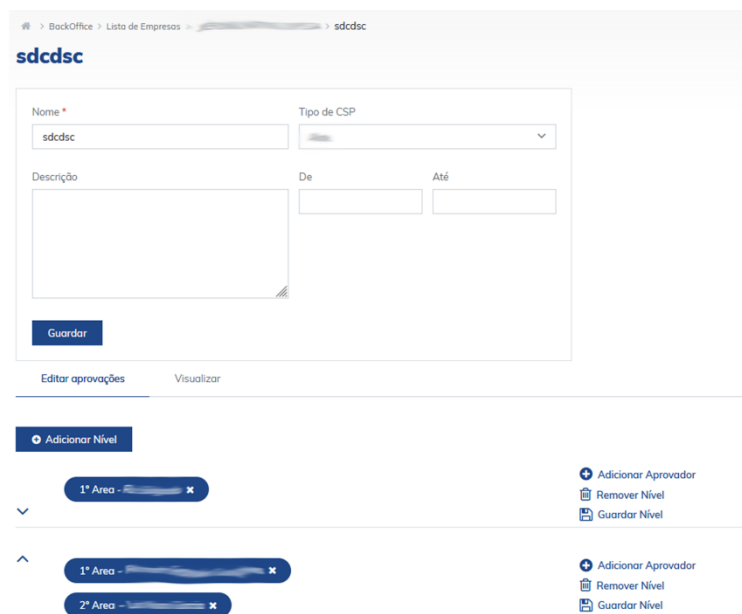 > BackOffice > Lista de Empresas > > sdcdsc
sdcdsc
Nome * Tipo de CSP
sdcdsc
Descrição De Até
Guardar
Editar aprovações Visualizar
Adicionar Nível
Adicionar Aprovador
1º Area -
Remover Nível
Guardar Nível
Adicionar Aprovador
1º Area -
Remover Nível
2º Area -
Guardar Nível